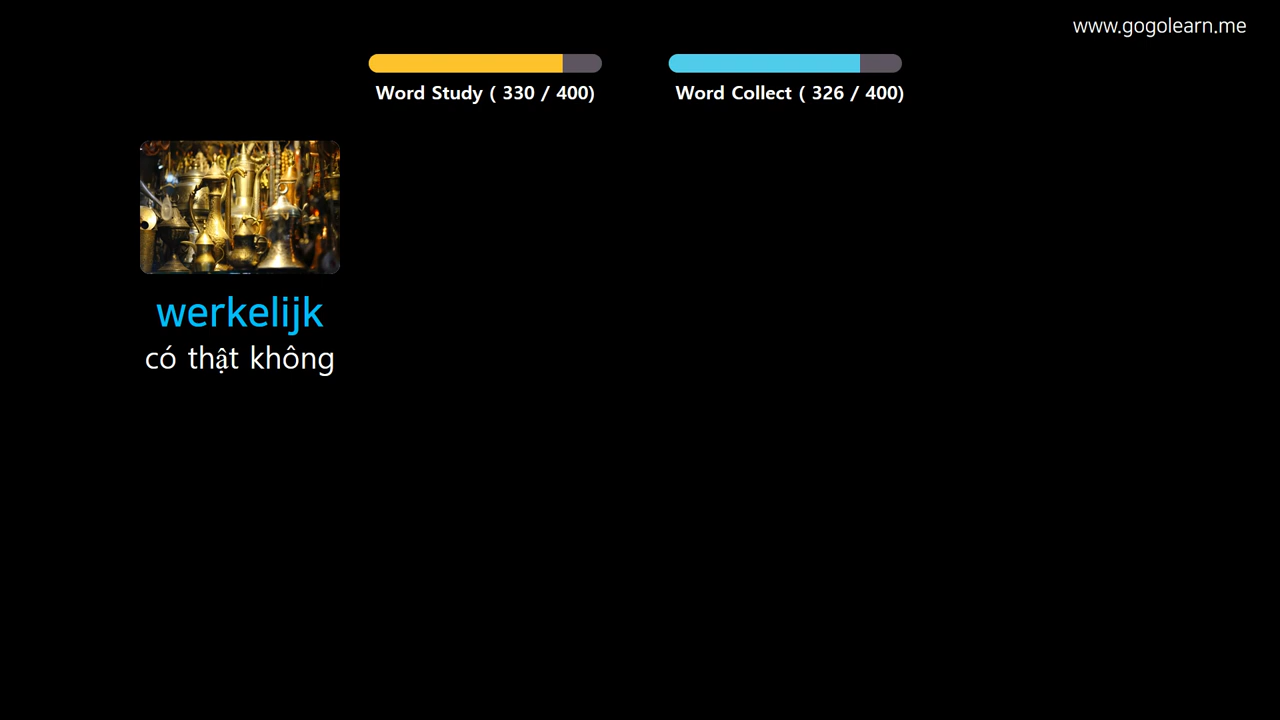 www.gogolearn.me
Word Study ( 330 / 400)
Word Collect ( 326 / 400)
werkelijk
có thật không